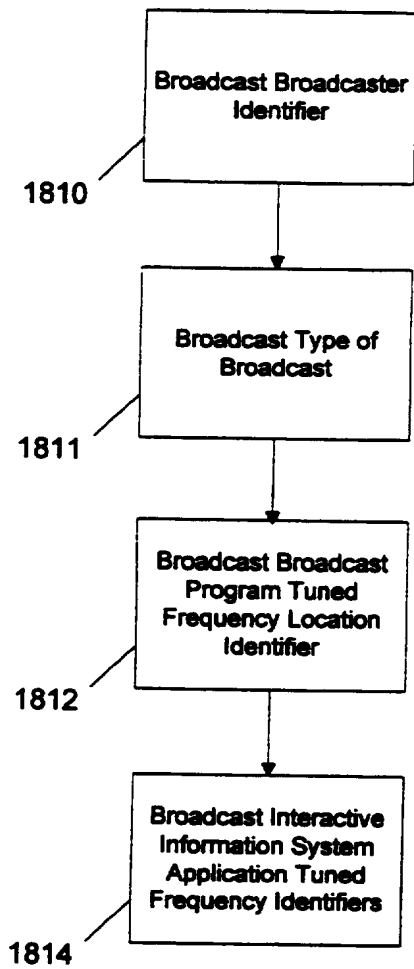 Broadcast Broadcaster
Identifier
1810
Broadcast Type of
Broadcast
1811
Broadcast Broadcast
Program Tuned
Frequency Location
Identifier
1812
Broadcast Interactive
Information System
Application Tuned
Frequency Identifiers
1814